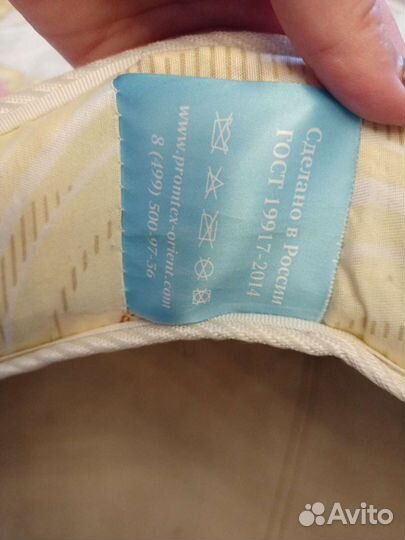 Сделано в России
ГОСТ 19917-2014
www.promtex-orient.com
8 (499) 500-97-56
Avito